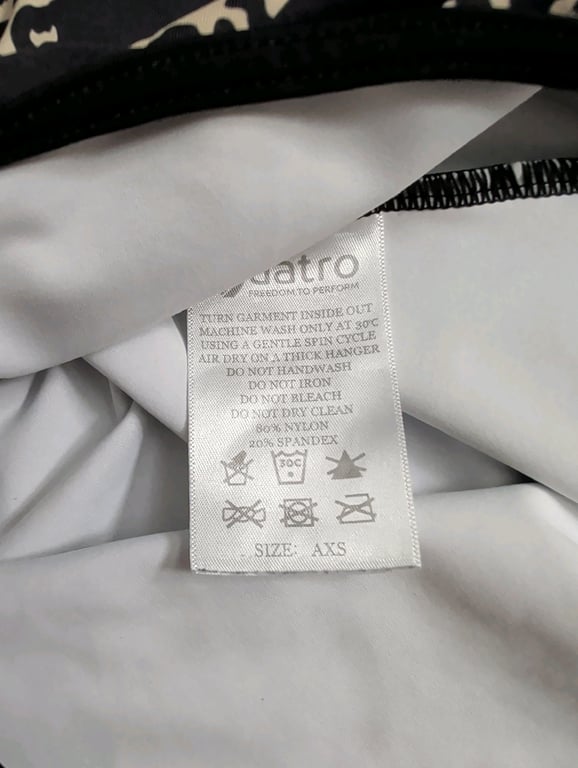 uatro
FREEDOM TO PERFORM
TURN GARMENT INSIDE OUT
MACHINE WASH ONLY AT 30°C
USING A GENTLE SPIN CYCLE
AIR DRY ON A THICK HANGER
DO NOT HANDWASH
DO NOT IRON
DO NOT BLEACH
DO NOT DRY CLEAN
80% NYLON
20% SPANDEX
30C
SIZE: AXS